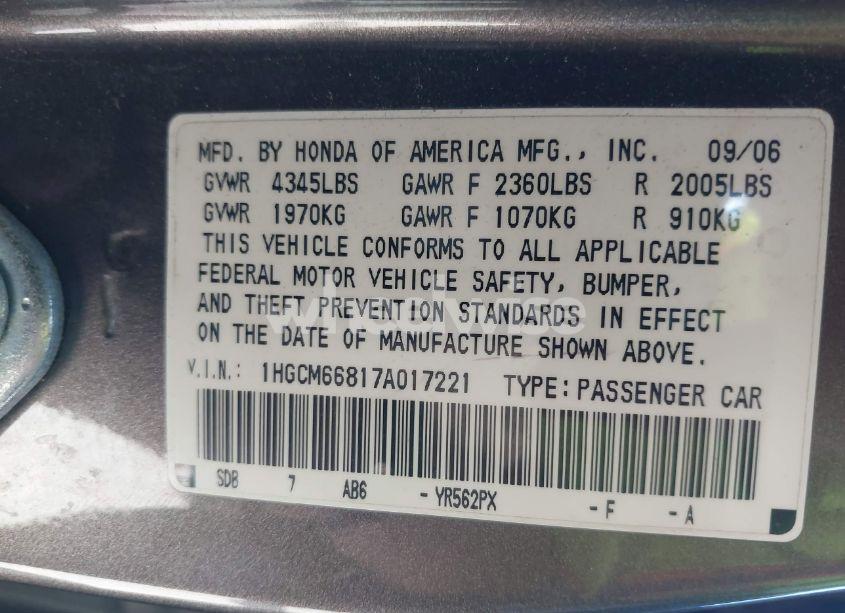 MFD. BY HONDA OF AMERICA MFG., INC. 09/06
GVWR 4345LBS GAWR F 2360LBS R 2005LBS
GVWR 1970KG GAWR F 1070KG R 910KG
THIS VEHICLE CONFORMS TO ALL APPLICABLE
FEDERAL MOTOR VEHICLE SAFETY, BUMPER,
AND THEFT PREVENTION STANDARDS IN EFFECT
ON THE DATE OF MANUFACTURE SHOWN ABOVE.
V.I.N.: 1HGCM66817A017221 TYPE: PASSENGER CAR
SDB 7 AB6 - YR562PX - F - A
wheelwise